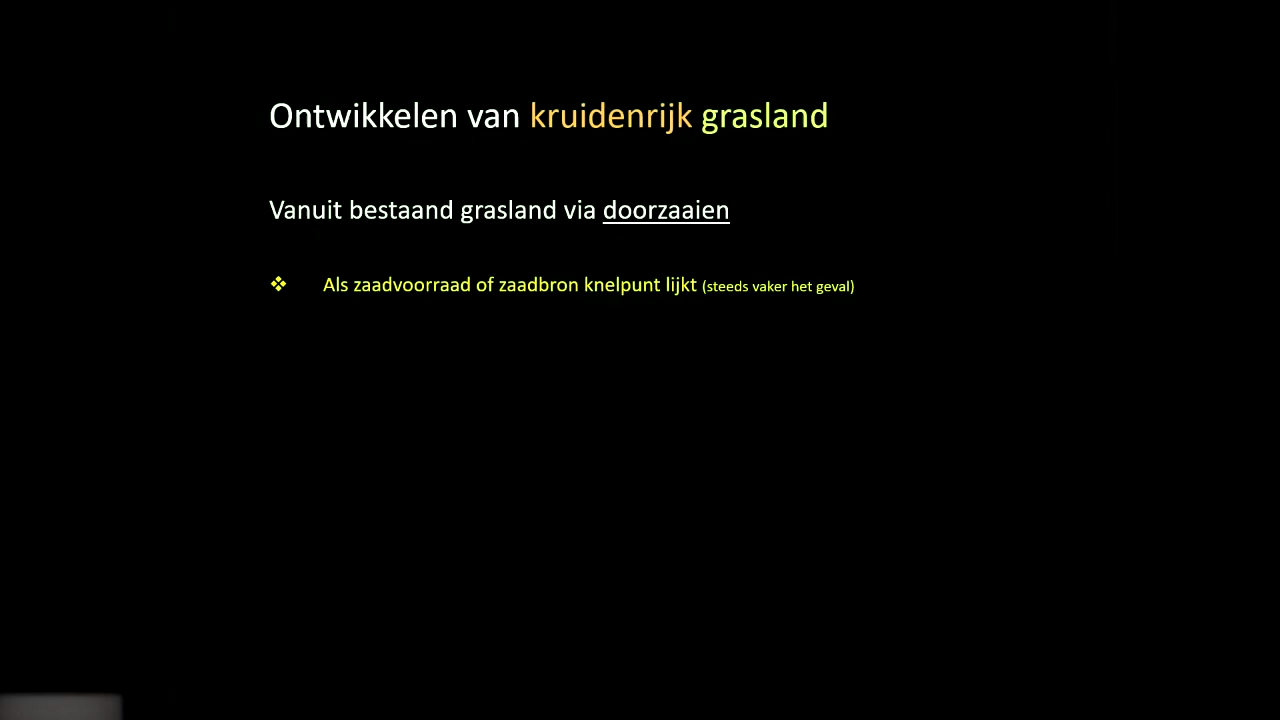 Ontwikkelen van kruidenrijk grasland
Vanuit bestaand grasland via doorzaaien
❖ Als zaadvoorraad of zaadbron knelpunt lijkt (steeds vaker het geval)